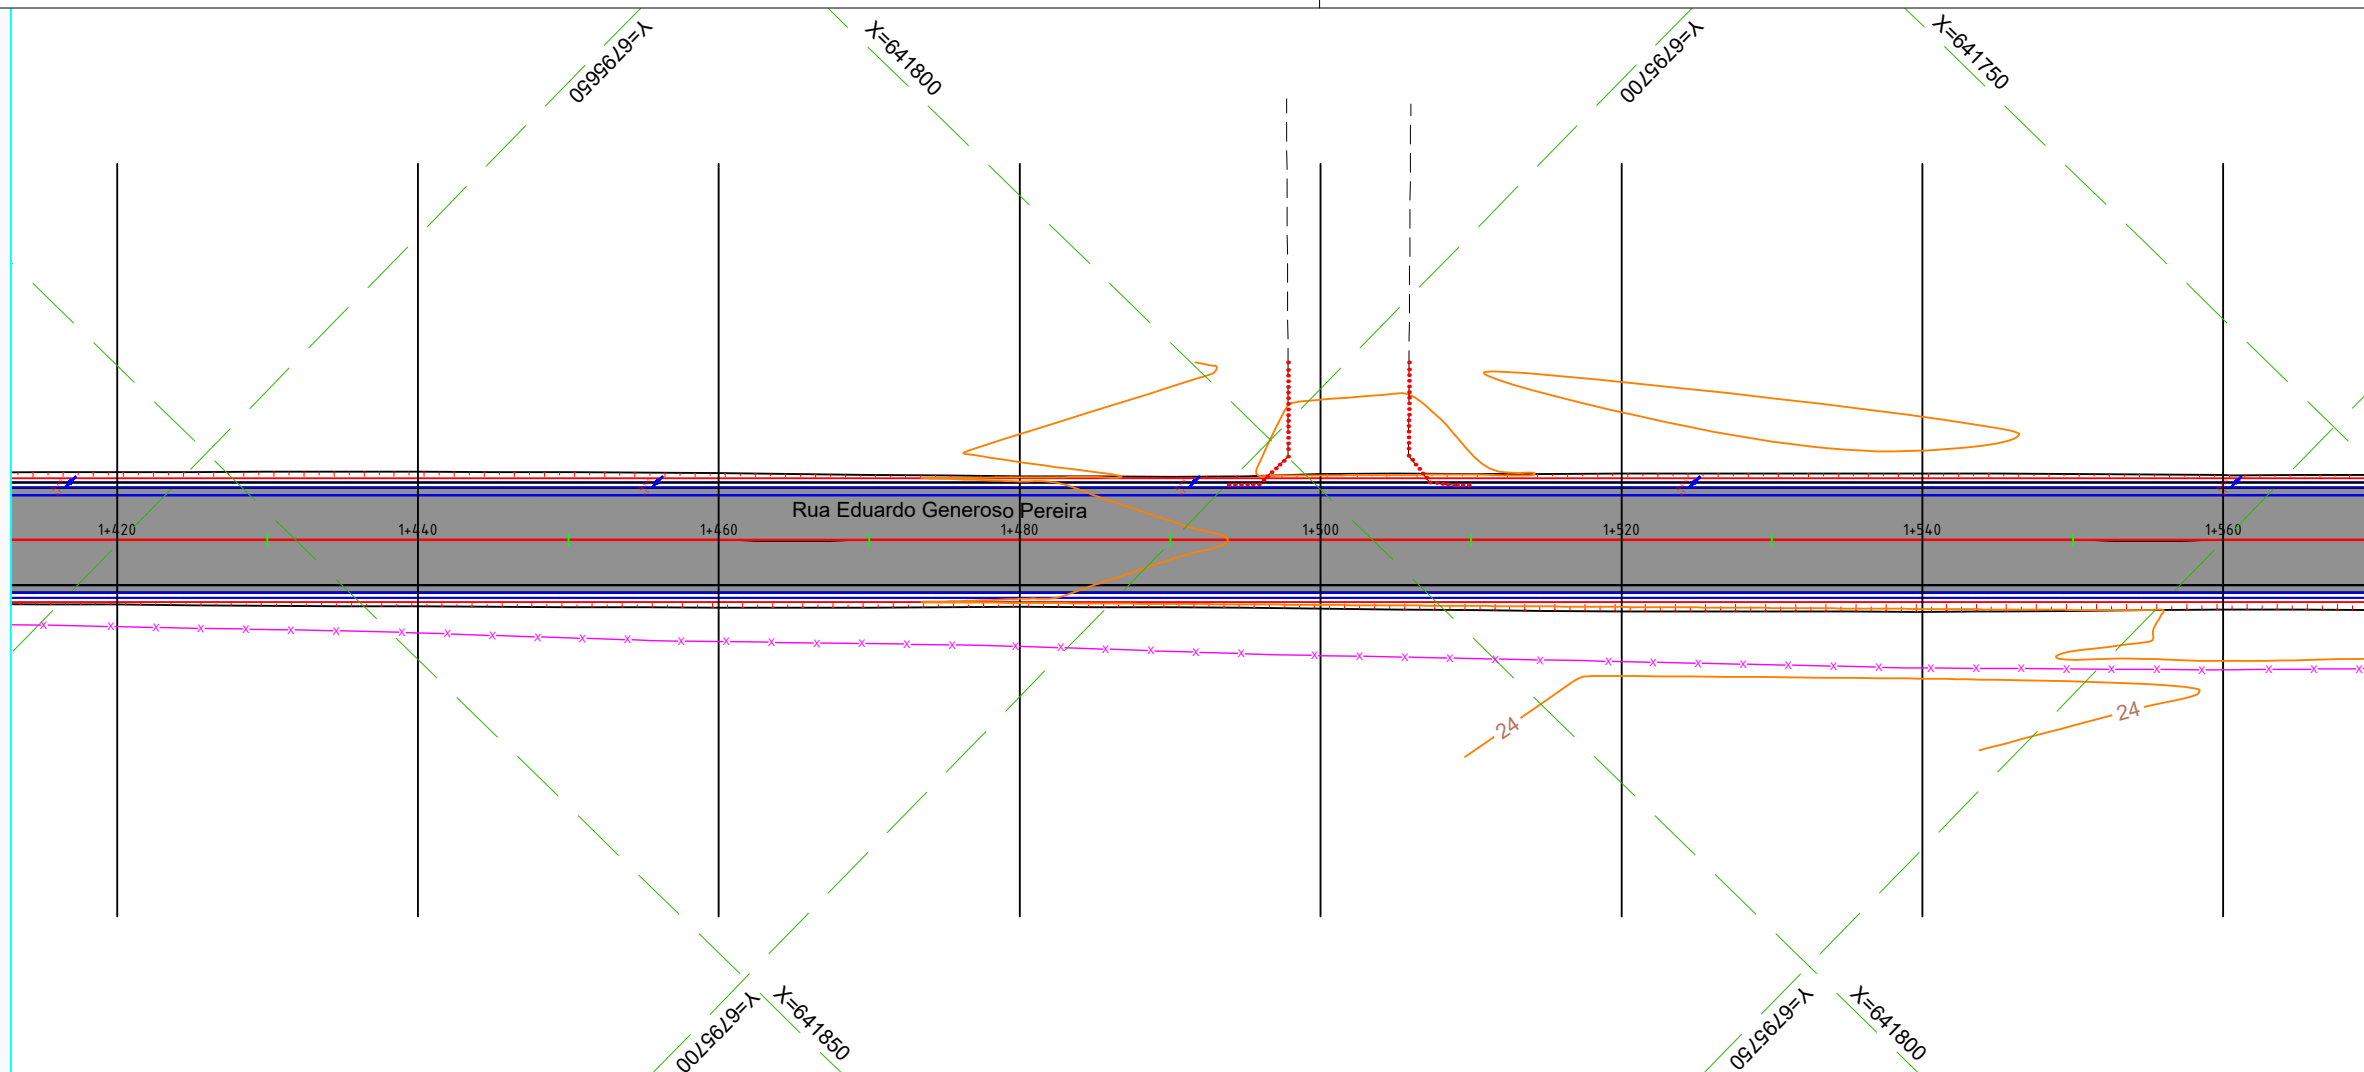 Y=6795650
X=641800
Y=6795700
X=641750
Rua Eduardo Generoso Pereira
1+420
1+440
1+460
1+480
1+500
1+520
1+540
1+560
24
24
Y=6795700
X=641850
Y=6795750
X=641800